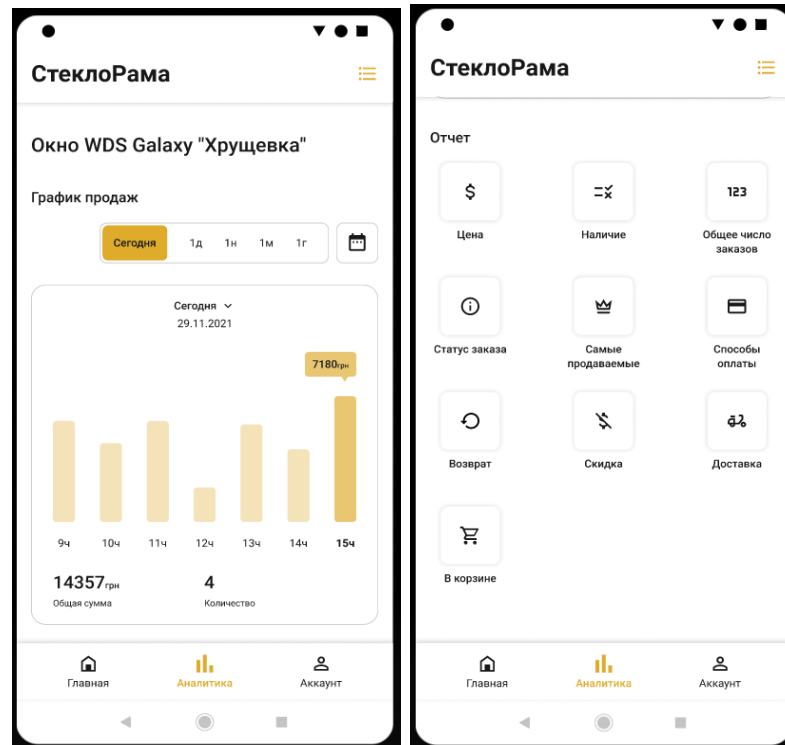 СтеклоРама
Окно WDS Galaxy "Хрущевка"
График продаж
Сегодня 1д 1н 1м 1г
Сегодня
29.11.2021
7180грн
9ч 10ч 11ч 12ч 13ч 14ч 15ч
14357грн 4
Общая сумма Количество
Главная Аналитика Аккаунт
СтеклоРама
Отчет
$ 123
Цена Наличие Общее число
заказов
Статус заказа Самые Способы
продаваемые оплаты
Возврат Скидка Доставка
В корзине
Главная Аналитика Аккаунт